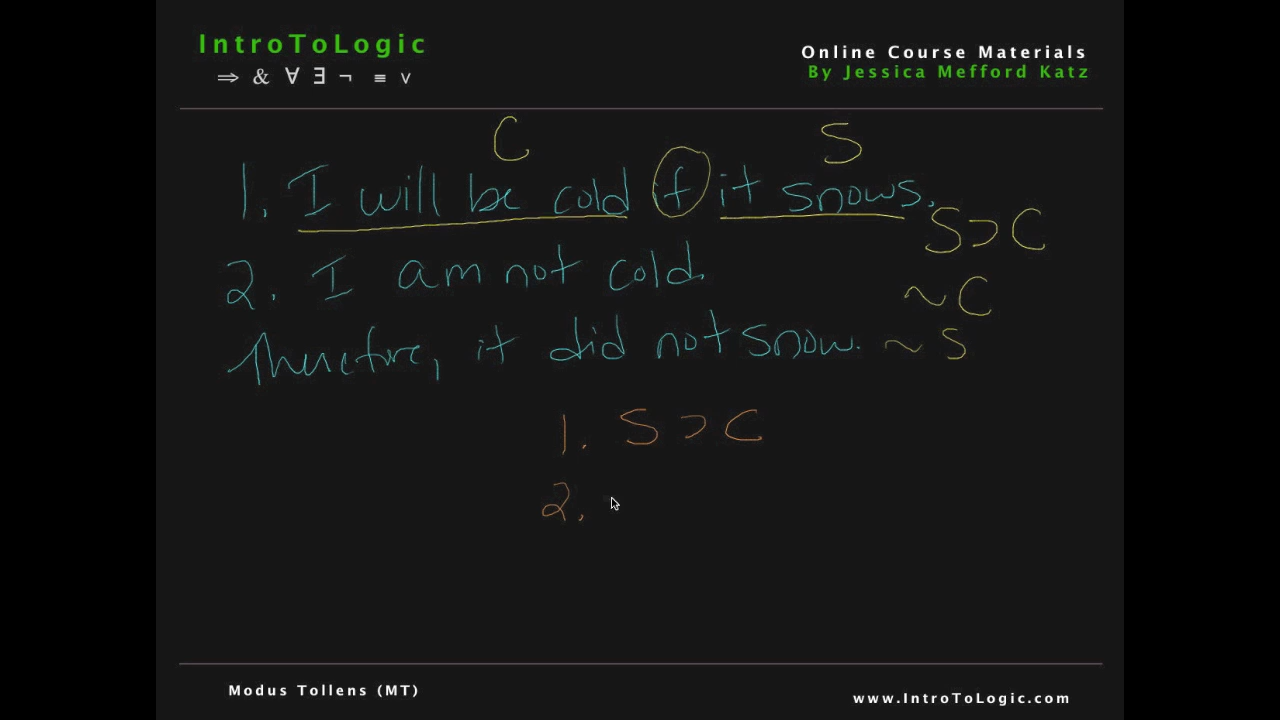 IntroToLogic
⇒ & ∀ ∃ ¬ ≡ v
Online Course Materials
By Jessica Mefford Katz
C S
1. I will be cold if it snows.
S ⊃ C
2. I am not cold.
~ C
Therefore, it did not snow. ~ S
1. S ⊃ C
2.
Modus Tollens (MT)
www.IntroToLogic.com